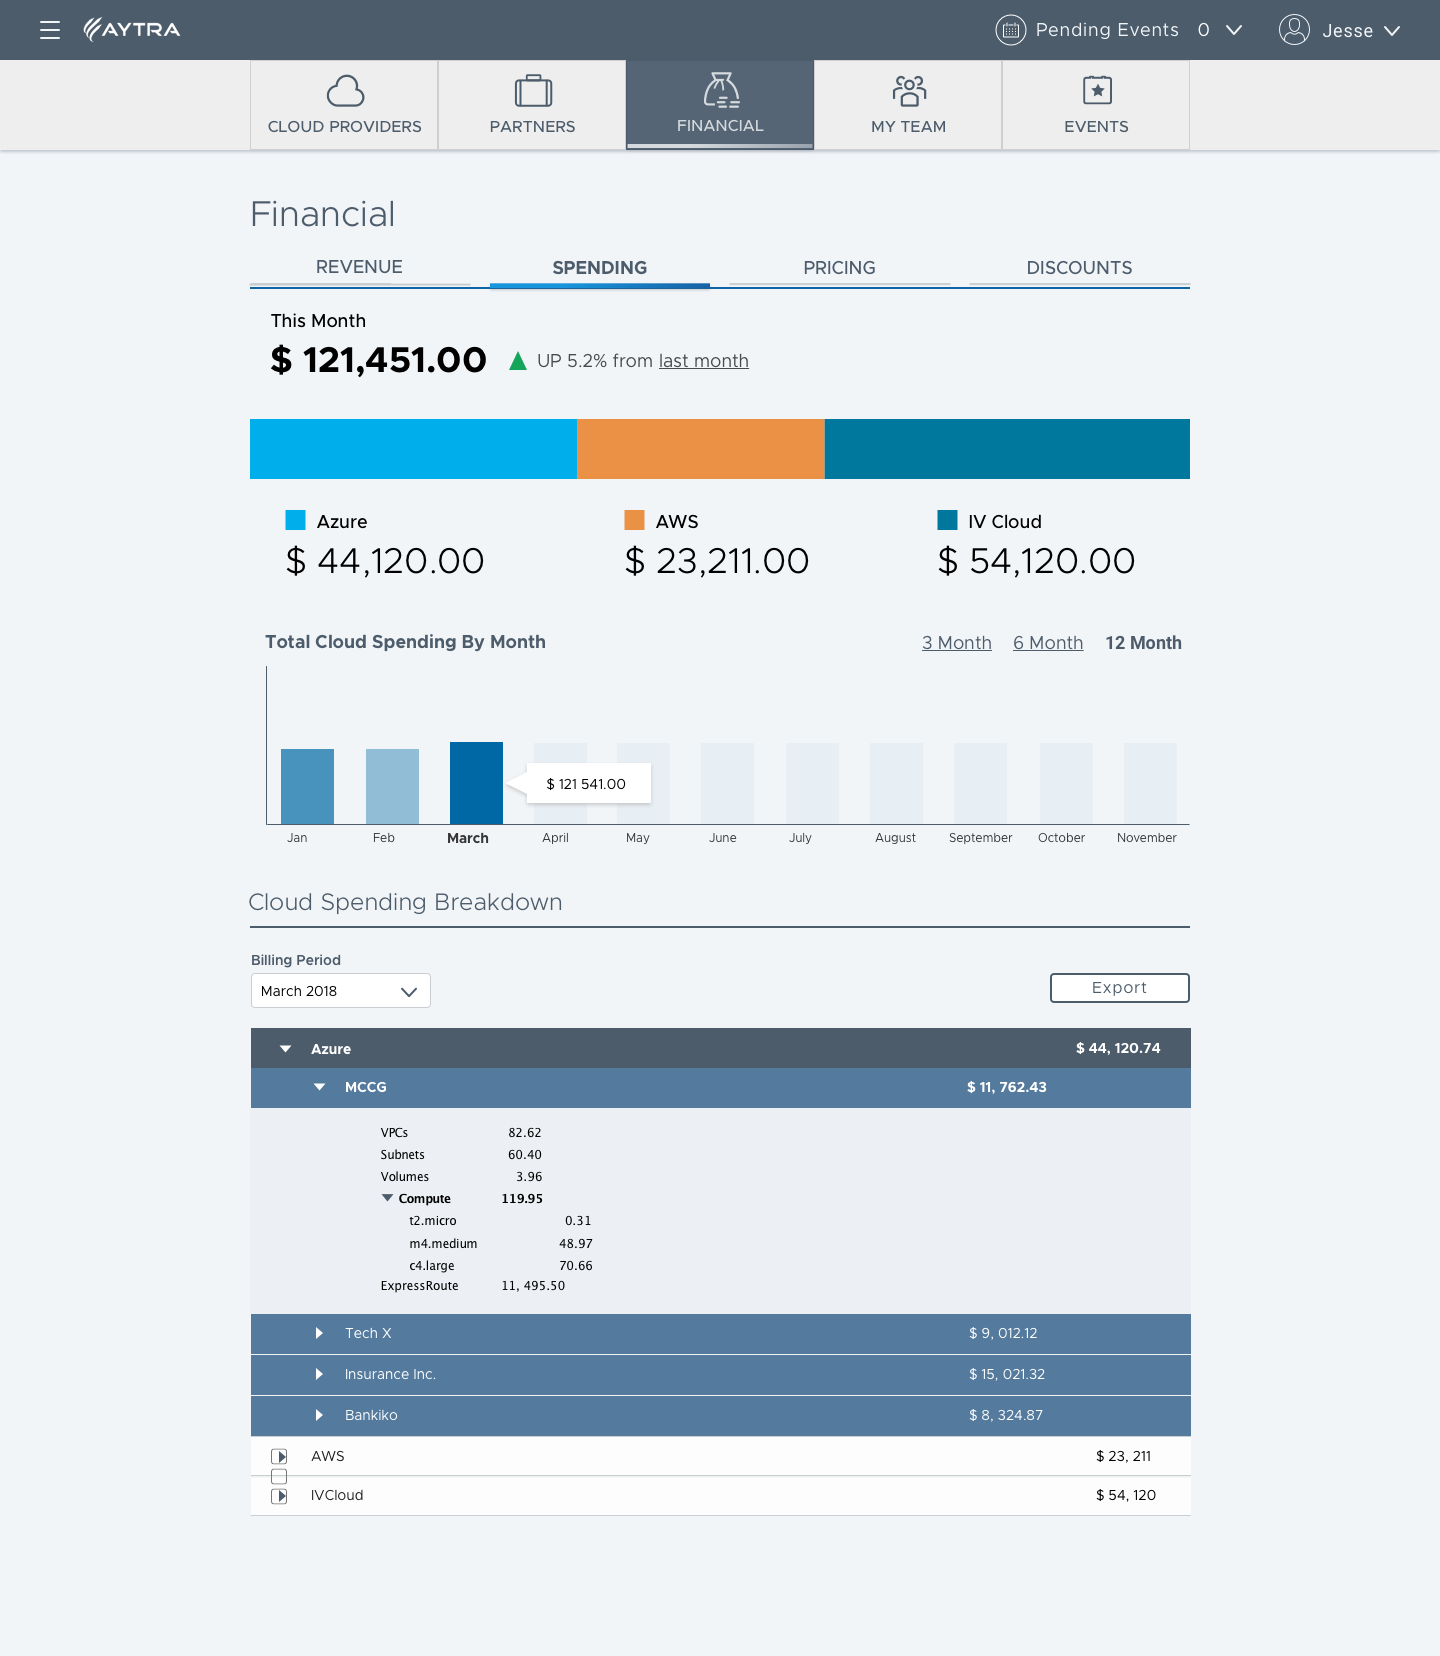 AYTRA Pending Events 0 Jesse
CLOUD PROVIDERS PARTNERS FINANCIAL MY TEAM EVENTS
Financial
REVENUE SPENDING PRICING DISCOUNTS
This Month
$ 121,451.00 UP 5.2% from last month
Azure AWS IV Cloud
$ 44,120.00 $ 23,211.00 $ 54,120.00
Total Cloud Spending By Month 3 Month 6 Month 12 Month
$ 121 541.00
Jan Feb March April May June July August September October November
Cloud Spending Breakdown
Billing Period
March 2018 Export
Azure $ 44, 120.74
MCCG $ 11, 762.43
VPCs 82.62
Subnets 60.40
Volumes 3.96
Compute 119.95
t2.micro 0.31
m4.medium 48.97
c4.large 70.66
ExpressRoute 11, 495.50
Tech X $ 9, 012.12
Insurance Inc. $ 15, 021.32
Bankiko $ 8, 324.87
AWS $ 23, 211
IVCloud $ 54, 120